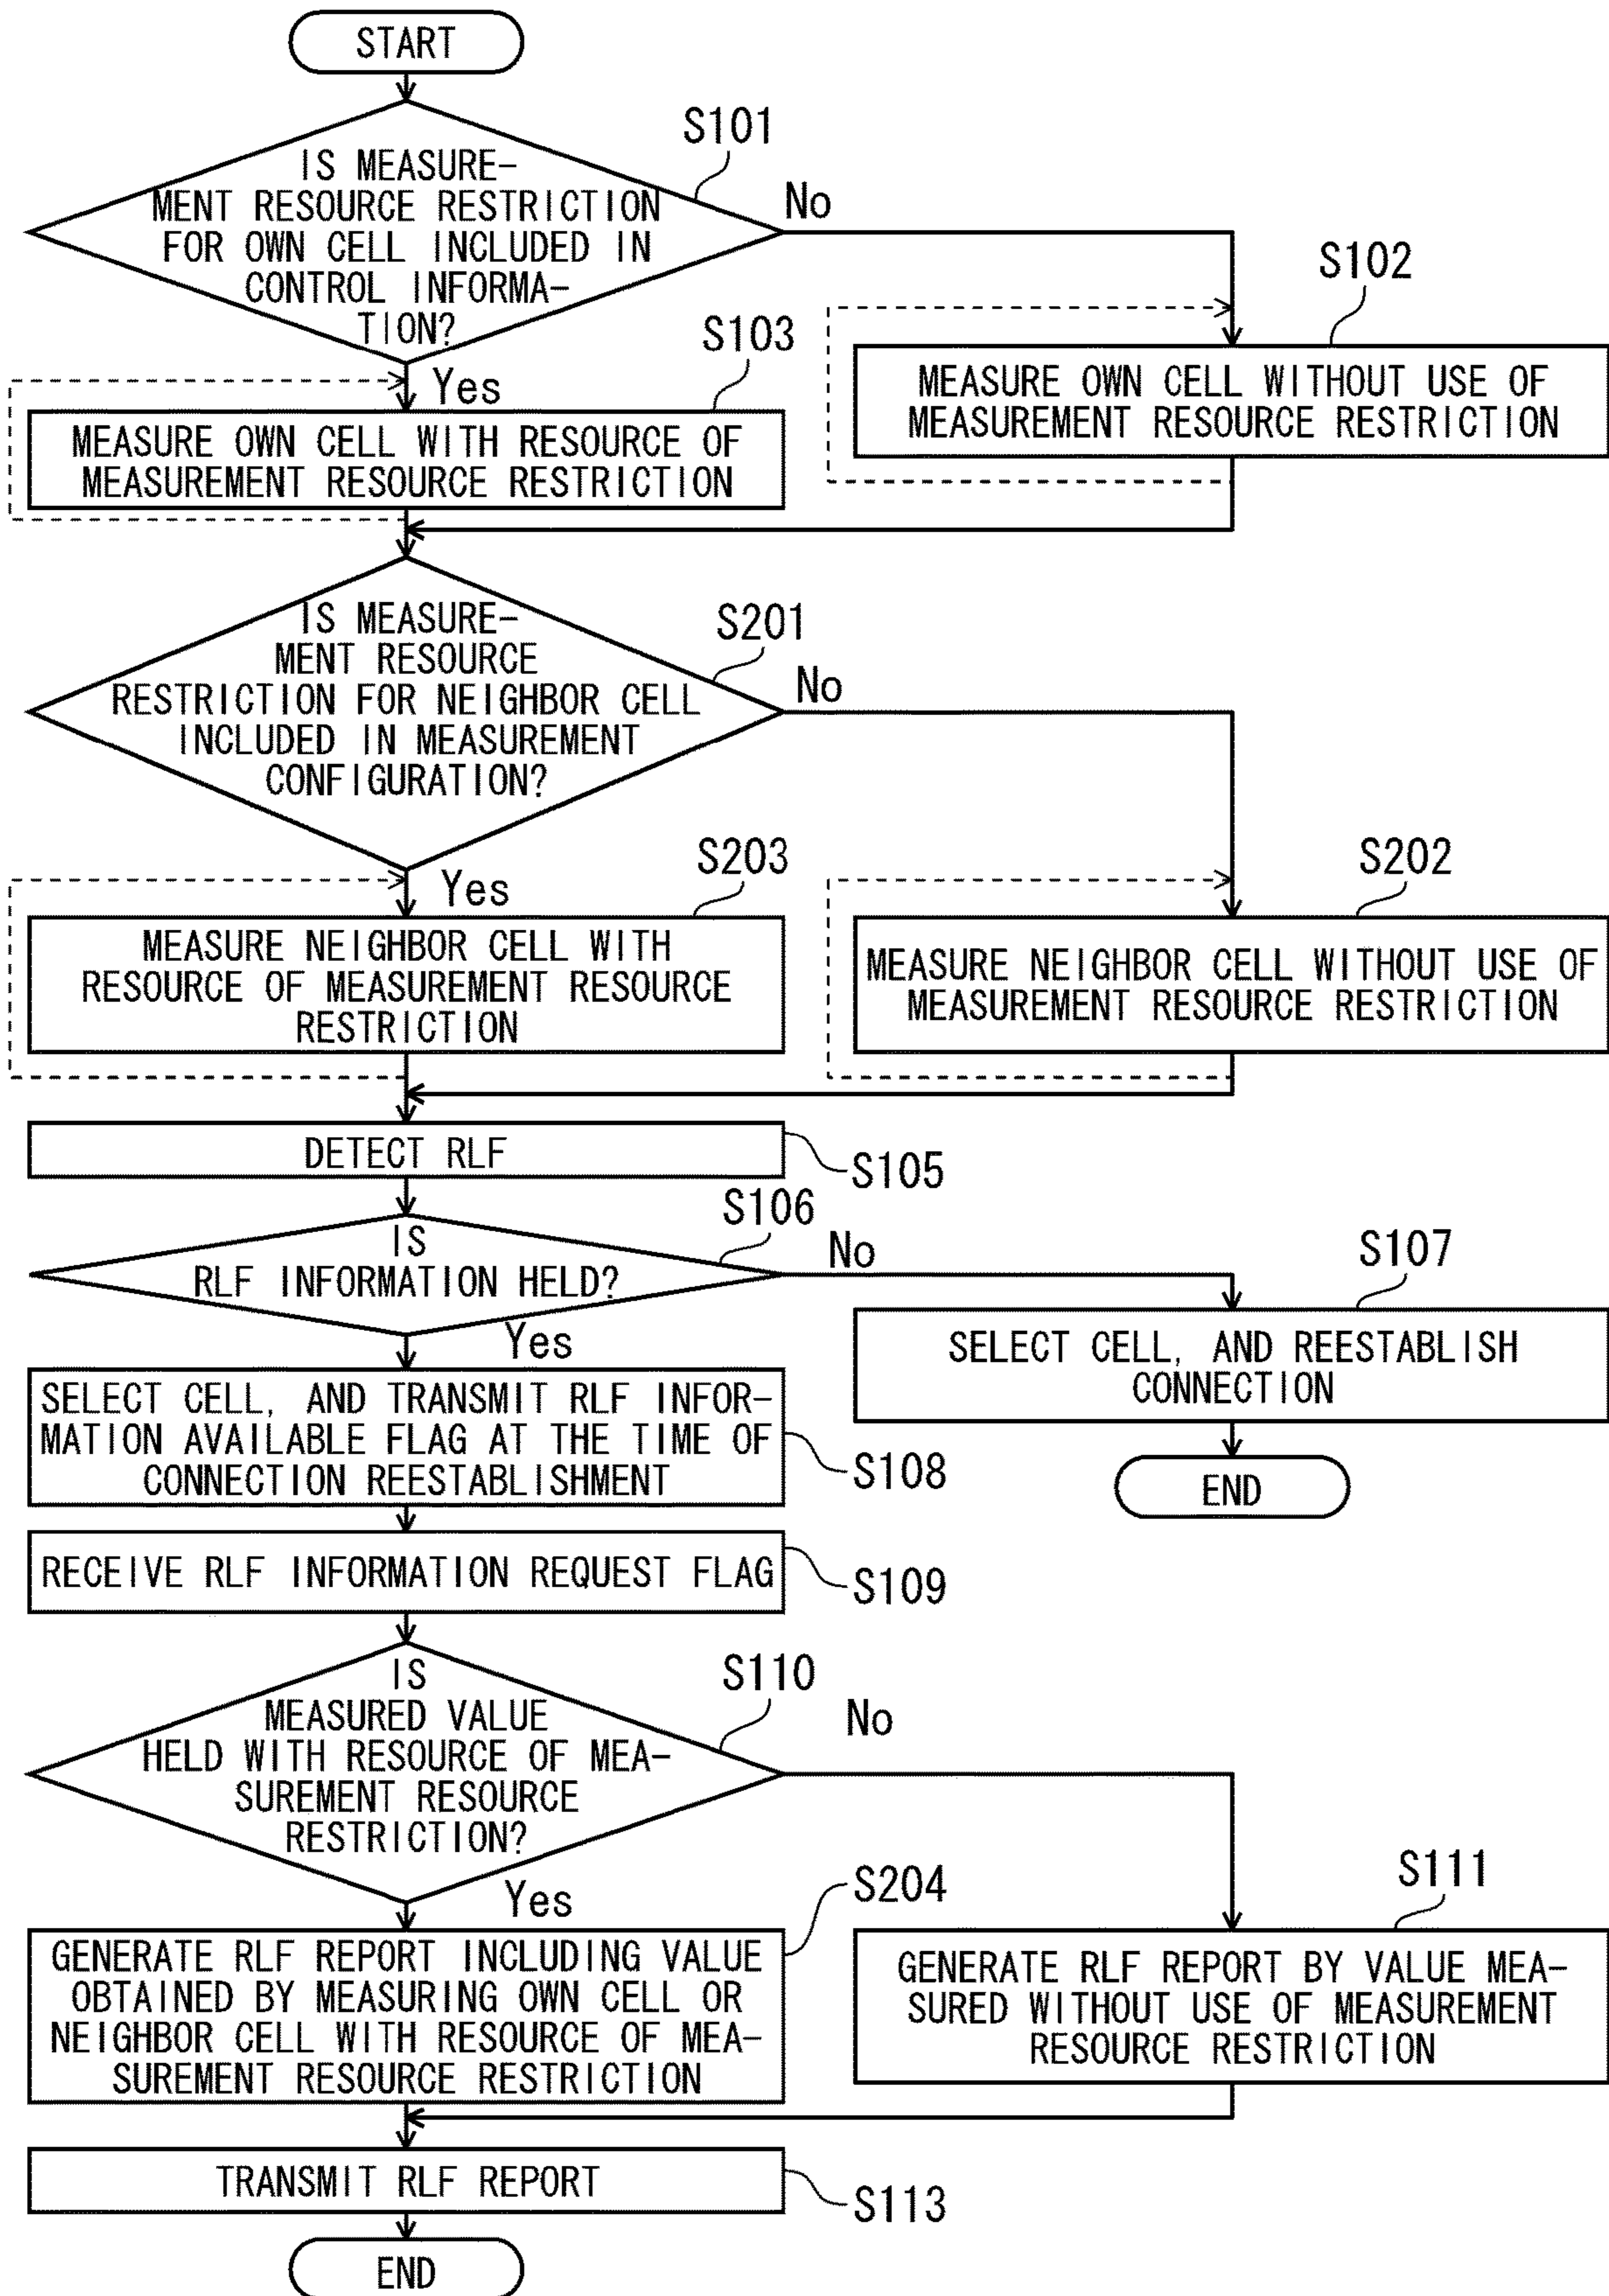 START
S101
IS MEASURE-
MENT RESOURCE RESTRICTION
FOR OWN CELL INCLUDED IN
CONTROL INFORMA-
TION?
No
Yes
S103
MEASURE OWN CELL WITH RESOURCE OF
MEASUREMENT RESOURCE RESTRICTION
S102
MEASURE OWN CELL WITHOUT USE OF
MEASUREMENT RESOURCE RESTRICTION
S201
IS MEASURE-
MENT RESOURCE
RESTRICTION FOR NEIGHBOR CELL
INCLUDED IN MEASUREMENT
CONFIGURATION?
No
Yes
S203
MEASURE NEIGHBOR CELL WITH
RESOURCE OF MEASUREMENT RESOURCE
RESTRICTION
S202
MEASURE NEIGHBOR CELL WITHOUT USE OF
MEASUREMENT RESOURCE RESTRICTION
DETECT RLF
S105
S106
IS
RLF INFORMATION HELD?
No
Yes
S107
SELECT CELL, AND REESTABLISH
CONNECTION
END
SELECT CELL, AND TRANSMIT RLF INFOR-
MATION AVAILABLE FLAG AT THE TIME OF
CONNECTION REESTABLISHMENT
S108
RECEIVE RLF INFORMATION REQUEST FLAG
S109
S110
IS
MEASURED VALUE
HELD WITH RESOURCE OF MEA-
SUREMENT RESOURCE
RESTRICTION?
No
Yes
S204
GENERATE RLF REPORT INCLUDING VALUE
OBTAINED BY MEASURING OWN CELL OR
NEIGHBOR CELL WITH RESOURCE OF MEA-
SUREMENT RESOURCE RESTRICTION
S111
GENERATE RLF REPORT BY VALUE MEA-
SURED WITHOUT USE OF MEASUREMENT
RESOURCE RESTRICTION
TRANSMIT RLF REPORT
S113
END